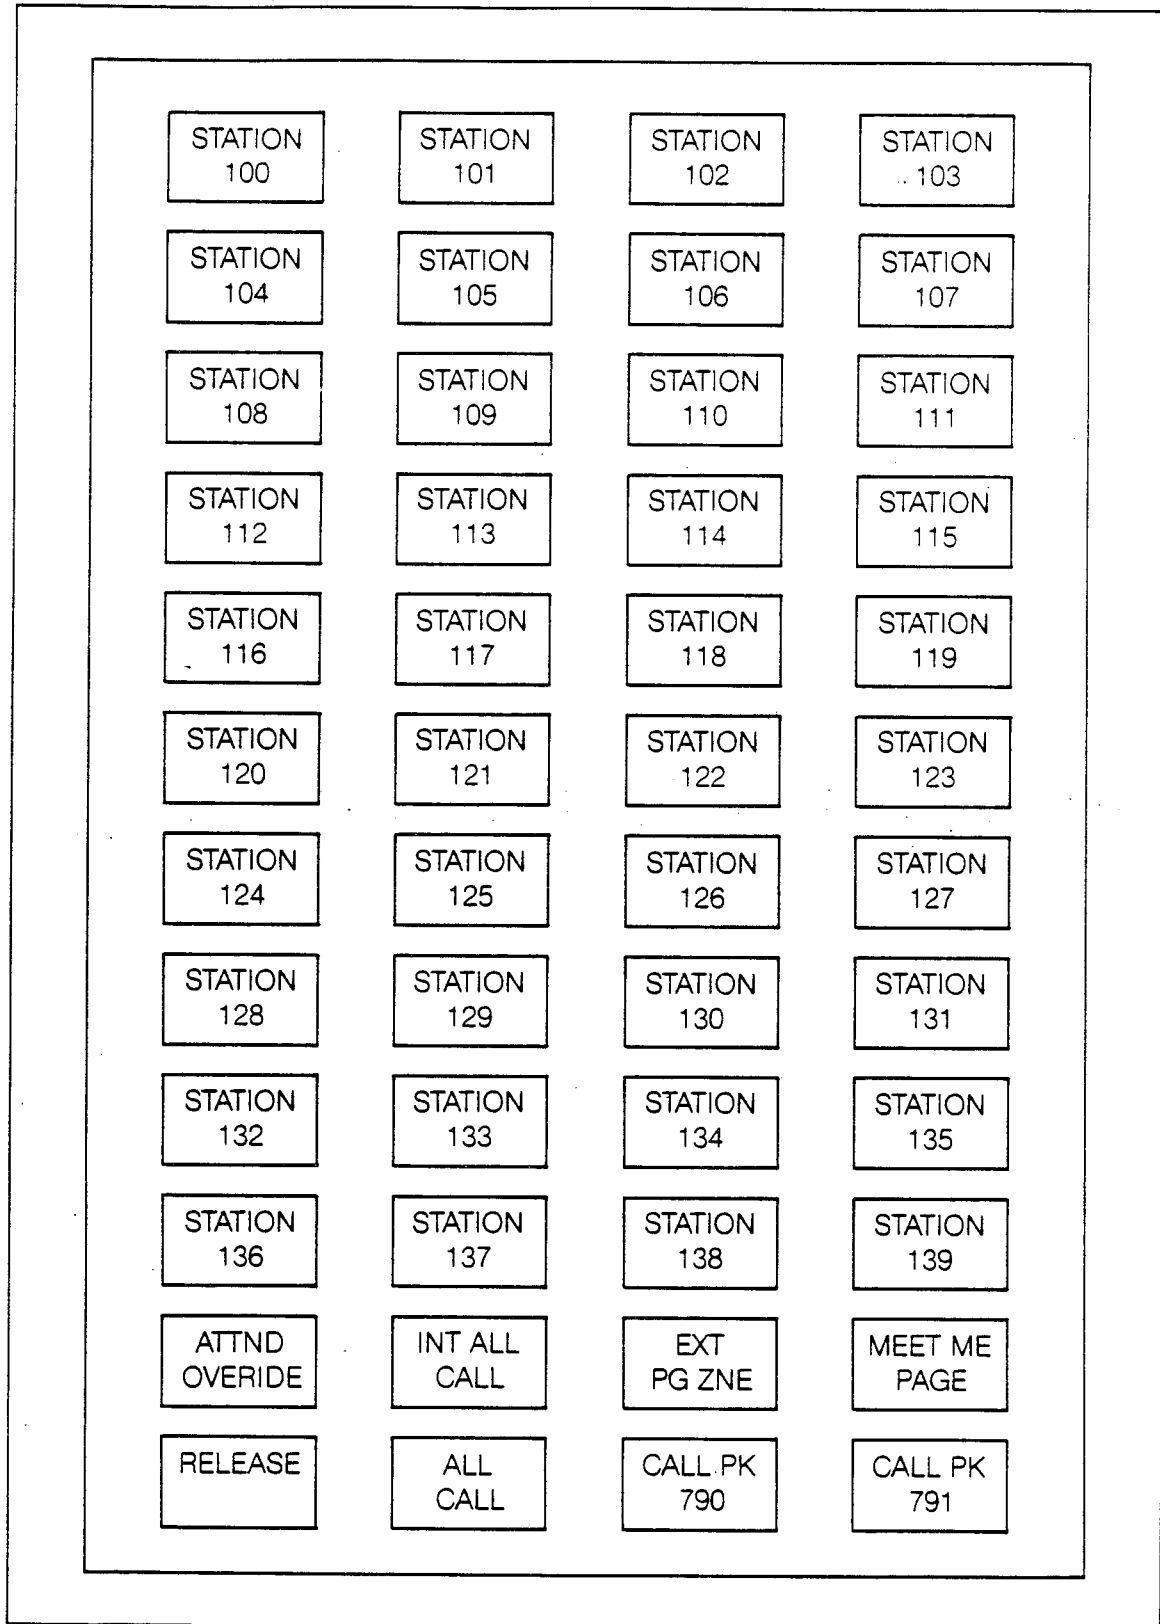 STATION
100
STATION
101
STATION
102
STATION
103
STATION
104
STATION
105
STATION
106
STATION
107
STATION
108
STATION
109
STATION
110
STATION
111
STATION
112
STATION
113
STATION
114
STATION
115
STATION
116
STATION
117
STATION
118
STATION
119
STATION
120
STATION
121
STATION
122
STATION
123
STATION
124
STATION
125
STATION
126
STATION
127
STATION
128
STATION
129
STATION
130
STATION
131
STATION
132
STATION
133
STATION
134
STATION
135
STATION
136
STATION
137
STATION
138
STATION
139
ATTND
OVERIDE
INT ALL
CALL
EXT
PG ZNE
MEET ME
PAGE
RELEASE
ALL
CALL
CALL PK
790
CALL PK
791